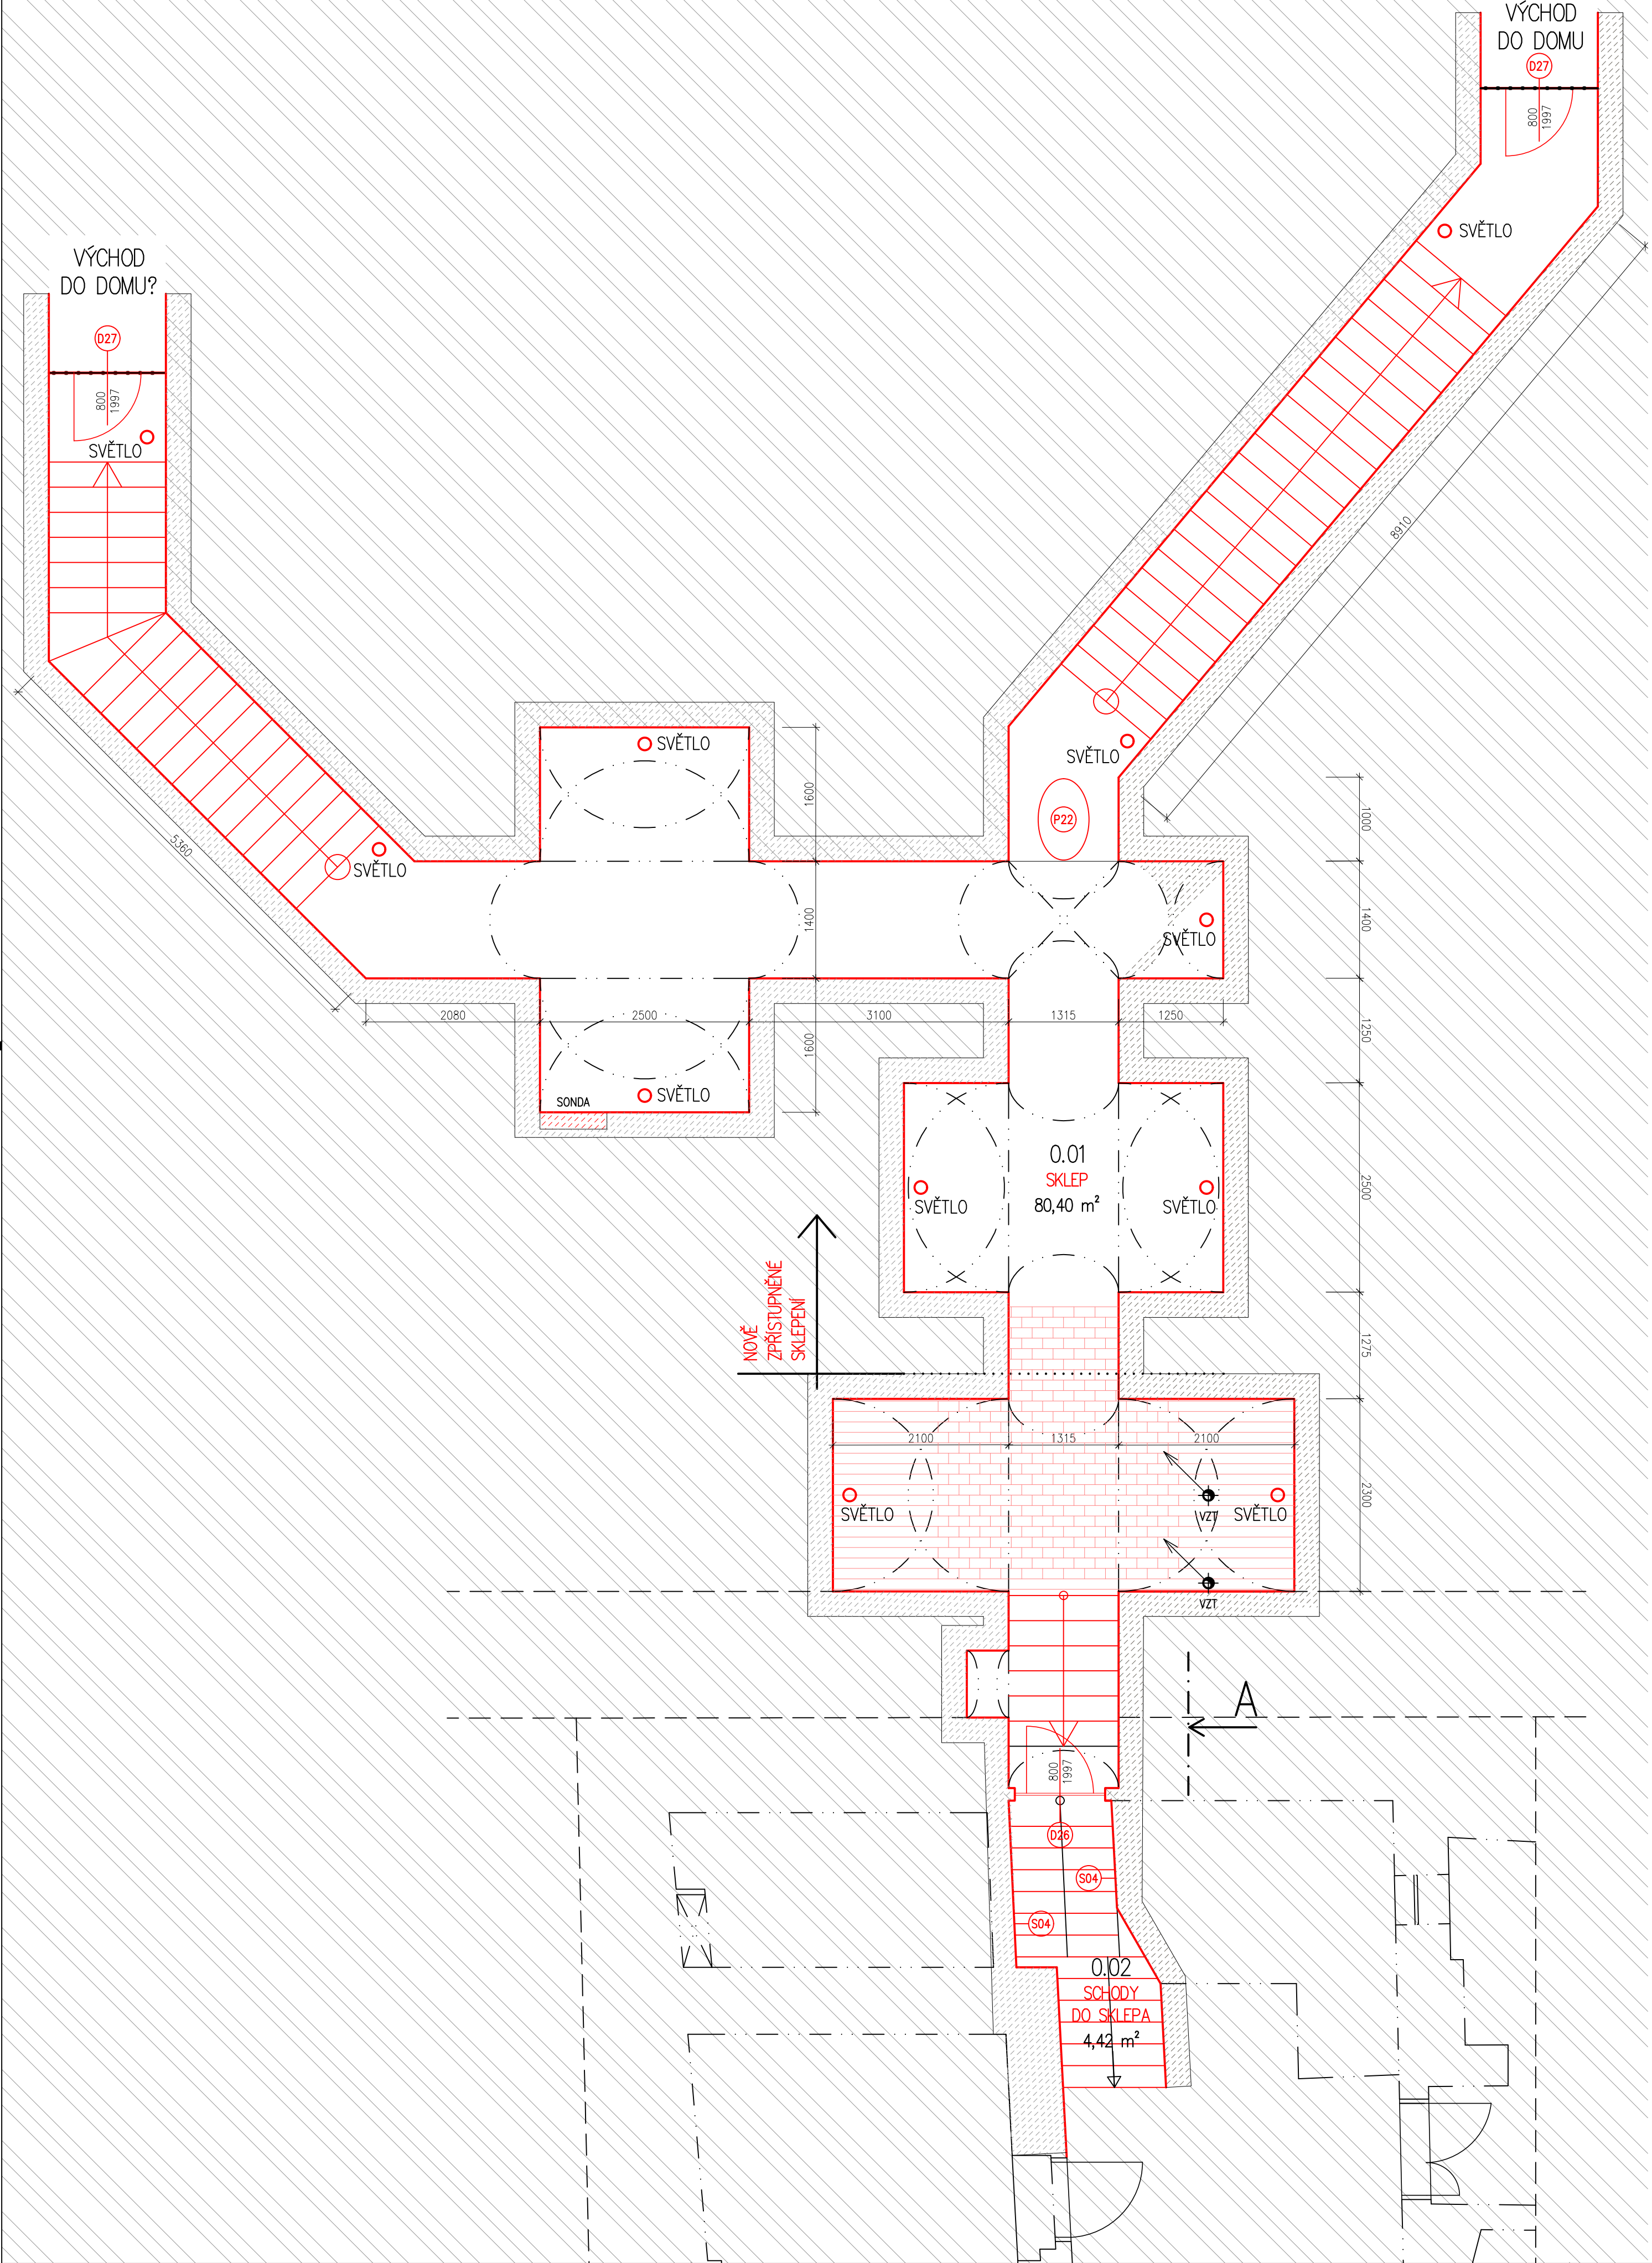 VÝCHOD
DO DOMU
D27
800
1997
SVĚTLO
VÝCHOD
DO DOMU?
D27
800
1997
SVĚTLO
8910
SVĚTLO
SVĚTLO
P22
1600
1000
5360
SVĚTLO
1400
1400
SVĚTLO
2080
2500
3100
1315
1250
1250
1600
SVĚTLO
SONDA
0.01
SKLEP
80,40 m²
SVĚTLO
SVĚTLO
2500
NOVĚ
ZPŘÍSTUPNĚNÉ
SKLEPENÍ
1275
2100
1315
2100
2300
SVĚTLO
VZT
SVĚTLO
VZT
A
800
1997
D26
S04
S04
0.02
SCHODY
DO SKLEPA
4,42 m²